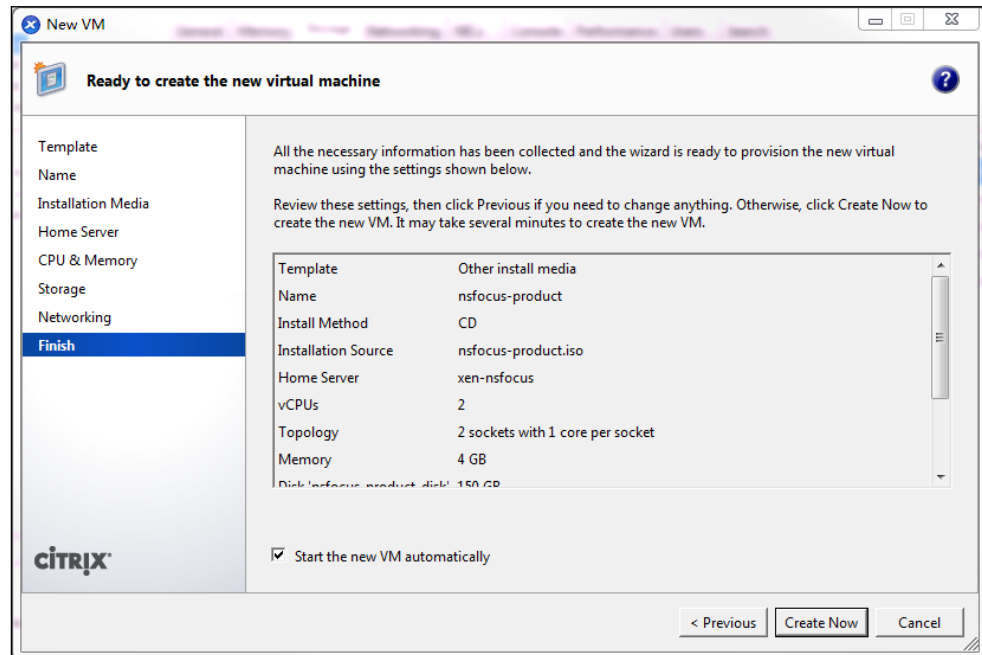 New VM
Ready to create the new virtual machine
Template
Name
Installation Media
Home Server
CPU & Memory
Storage
Networking
Finish
All the necessary information has been collected and the wizard is ready to provision the new virtual
machine using the settings shown below.
Review these settings, then click Previous if you need to change anything. Otherwise, click Create Now to
create the new VM. It may take several minutes to create the new VM.
Template Other install media
Name nsfocus-product
Install Method CD
Installation Source nsfocus-product.iso
Home Server xen-nsfocus
vCPUs 2
Topology 2 sockets with 1 core per socket
Memory 4 GB
Disk 'nsfocus-product_disk' 150 GB
Start the new VM automatically
CİTRIX
< Previous
Create Now
Cancel